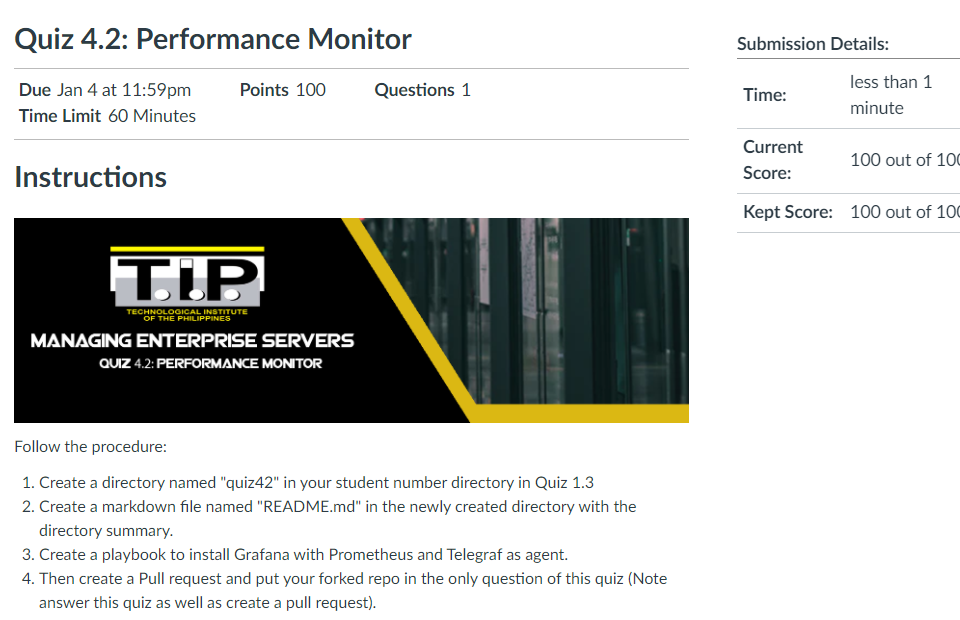 Quiz 4.2: Performance Monitor
Due Jan 4 at 11:59pm Points 100 Questions 1
Time Limit 60 Minutes
Instructions
T.I.P
TECHNOLOGICAL INSTITUTE
OF THE PHILIPPINES
MANAGING ENTERPRISE SERVERS
QUIZ 4.2: PERFORMANCE MONITOR
Follow the procedure:
1. Create a directory named "quiz42" in your student number directory in Quiz 1.3
2. Create a markdown file named "README.md" in the newly created directory with the
directory summary.
3. Create a playbook to install Grafana with Prometheus and Telegraf as agent.
4. Then create a Pull request and put your forked repo in the only question of this quiz (Note
answer this quiz as well as create a pull request).
Submission Details:
Time: less than 1
minute
Current
Score: 100 out of 100
Kept Score: 100 out of 100